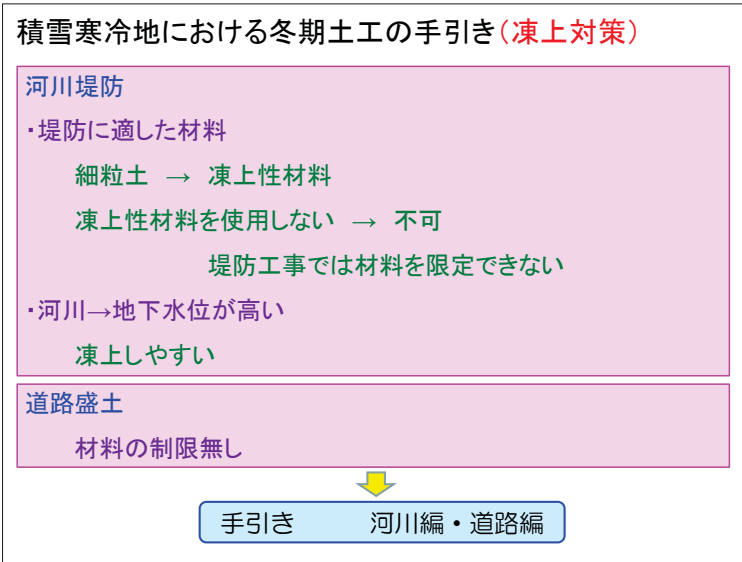 積雪寒冷地における冬期土工の手引き(凍上対策)
河川堤防
・堤防に適した材料
細粒土 → 凍上性材料
凍上性材料を使用しない → 不可
堤防工事では材料を限定できない
・河川→地下水位が高い
凍上しやすい
道路盛土
材料の制限無し
手引き 河川編・道路編